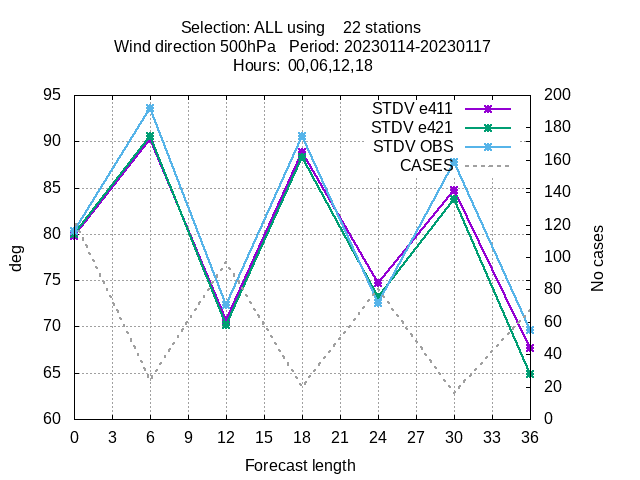 Selection: ALL using    22 stations
Wind direction 500hPa   Period: 20230114-20230117
Hours:  00,06,12,18
STDV e411
STDV e421
STDV OBS
CASES
95
90
85
80
75
70
65
60
deg
200
180
160
140
120
100
80
60
40
20
0
No cases
0 3 6 9 12 15 18 21 24 27 30 33 36
Forecast length